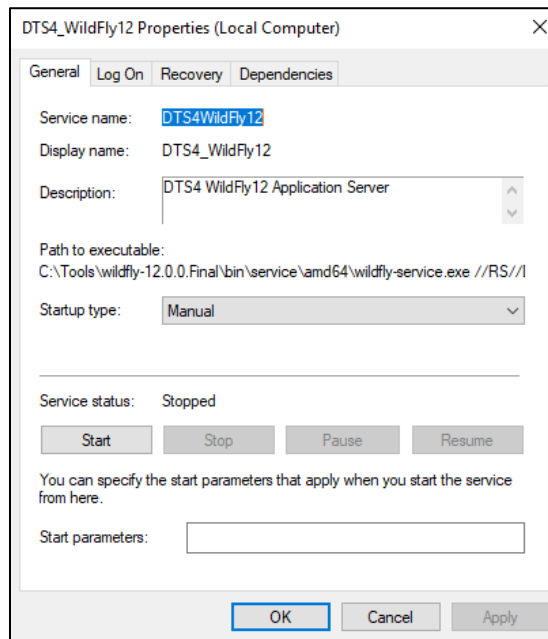 DTS4_WildFly12 Properties (Local Computer)
General Log On Recovery Dependencies
Service name: DTS4WildFly12
Display name: DTS4_WildFly12
Description: DTS4 WildFly12 Application Server
Path to executable:
C:\Tools\wildfly-12.0.0.Final\bin\service\amd64\wildfly-service.exe //RS//
Startup type: Manual
Service status: Stopped
Start Stop Pause Resume
You can specify the start parameters that apply when you start the service
from here.
Start parameters:
OK Cancel Apply